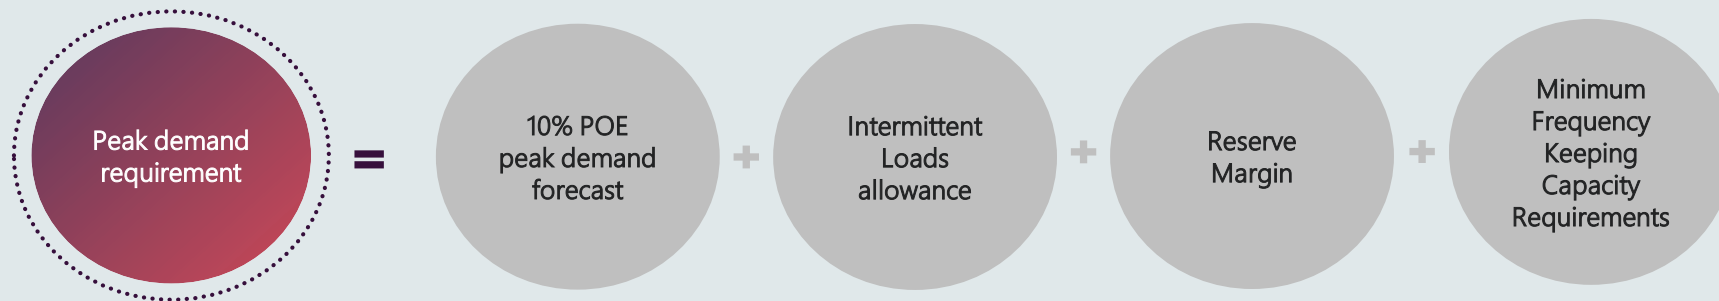 Peak demand
requirement
=
10% POE
peak demand
forecast
+
Intermittent
Loads
allowance
+
Reserve
Margin
+
Minimum
Frequency
Keeping
Capacity
Requirements